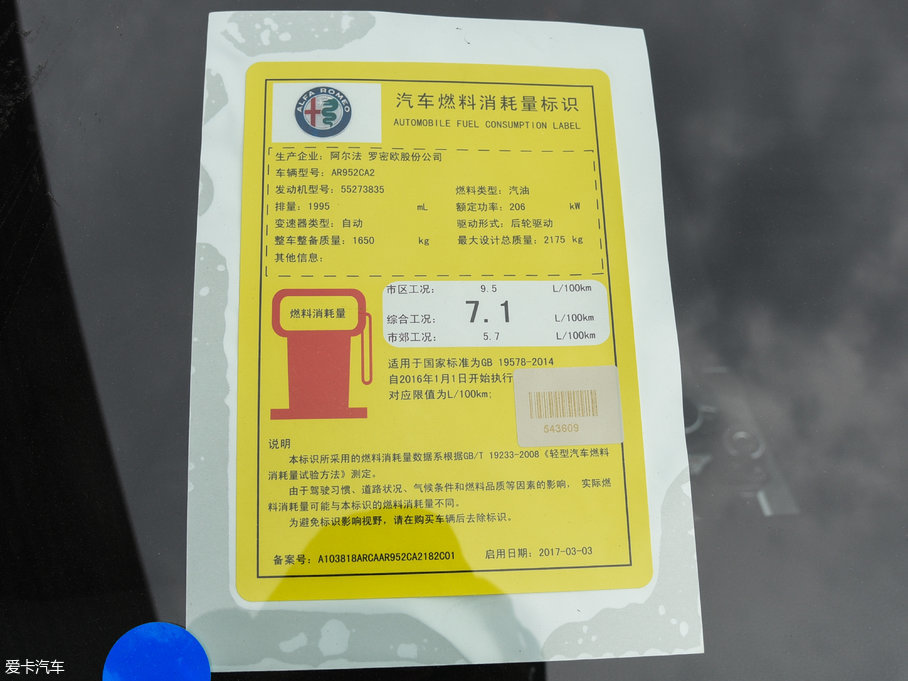 ALFA ROMEO
汽车燃料消耗量标识
AUTOMOBILE FUEL CONSUMPTION LABEL
生产企业：阿尔法 罗密欧股份公司
车辆型号：AR952CA2
发动机型号：55273835 燃料类型：汽油
排量：1995 mL 额定功率：206 kW
变速器类型：自动 驱动形式：后轮驱动
整车整备质量：1650 kg 最大设计总质量：2175 kg
其他信息：
燃料消耗量
市区工况： 9.5 L/100km
综合工况： 7.1 L/100km
市郊工况： 5.7 L/100km
适用于国家标准为GB 19578-2014
自2016年1月1日开始执行
对应限值为L/100km;
543609
说明
本标识所采用的燃料消耗量数据系根据GB/T 19233-2008《轻型汽车燃料
消耗量试验方法》测定。
由于驾驶习惯、道路状况、气候条件和燃料品质等因素的影响， 实际燃
料消耗量可能与本标识的燃料消耗量不同。
为避免标识影响视野，请在购买车辆后去除标识。
备案号：A103818ARCAAR952CA2182C01 启用日期：2017-03-03
爱卡汽车